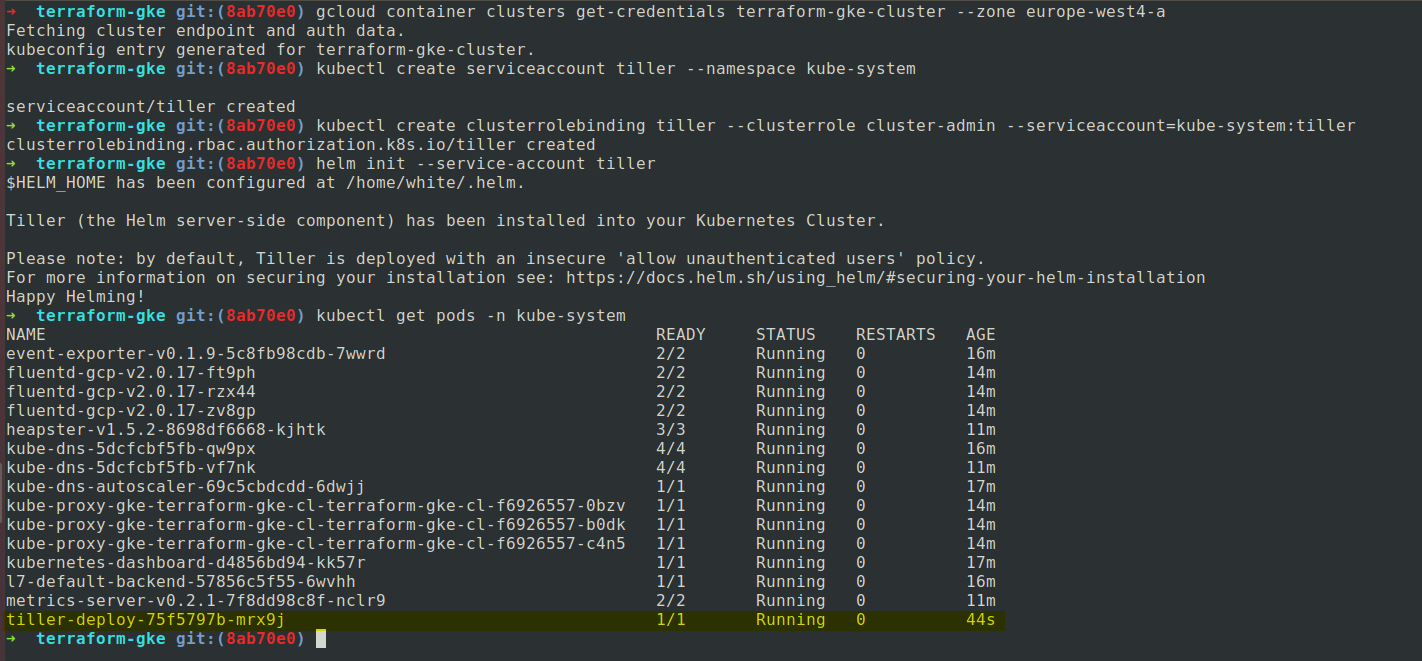 ➜  terraform-gke git:(8ab70e0) gcloud container clusters get-credentials terraform-gke-cluster --zone europe-west4-a
Fetching cluster endpoint and auth data.
kubeconfig entry generated for terraform-gke-cluster.
➜  terraform-gke git:(8ab70e0) kubectl create serviceaccount tiller --namespace kube-system
serviceaccount/tiller created
➜  terraform-gke git:(8ab70e0) kubectl create clusterrolebinding tiller --clusterrole cluster-admin --serviceaccount=kube-system:tiller
clusterrolebinding.rbac.authorization.k8s.io/tiller created
➜  terraform-gke git:(8ab70e0) helm init --service-account tiller
$HELM_HOME has been configured at /home/white/.helm.
Tiller (the Helm server-side component) has been installed into your Kubernetes Cluster.
Please note: by default, Tiller is deployed with an insecure 'allow unauthenticated users' policy.
For more information on securing your installation see: https://docs.helm.sh/using_helm/#securing-your-helm-installation
Happy Helming!
➜  terraform-gke git:(8ab70e0) kubectl get pods -n kube-system
NAME                                                             READY     STATUS    RESTARTS   AGE
event-exporter-v0.1.9-5c8fb98cdb-7wwrd                           2/2       Running   0          16m
fluentd-gcp-v2.0.17-ft9ph                                        2/2       Running   0          14m
fluentd-gcp-v2.0.17-rzx44                                        2/2       Running   0          14m
fluentd-gcp-v2.0.17-zv8gp                                        2/2       Running   0          14m
heapster-v1.5.2-8698df6668-kjhtk                                 3/3       Running   0          11m
kube-dns-5dcfcbf5fb-qw9px                                        4/4       Running   0          16m
kube-dns-5dcfcbf5fb-vf7nk                                        4/4       Running   0          11m
kube-dns-autoscaler-69c5cbdcdd-6dwjj                             1/1       Running   0          17m
kube-proxy-gke-terraform-gke-cl-terraform-gke-cl-f6926557-0bzv   1/1       Running   0          14m
kube-proxy-gke-terraform-gke-cl-terraform-gke-cl-f6926557-b0dk   1/1       Running   0          14m
kube-proxy-gke-terraform-gke-cl-terraform-gke-cl-f6926557-c4n5   1/1       Running   0          14m
kubernetes-dashboard-d4856bd94-kk57r                             1/1       Running   0          17m
l7-default-backend-57856c5f55-6wvhh                              1/1       Running   0          16m
metrics-server-v0.2.1-7f8dd98c8f-nclr9                           2/2       Running   0          11m
tiller-deploy-75f5797b-mrx9j                                     1/1       Running   0          44s
➜  terraform-gke git:(8ab70e0)